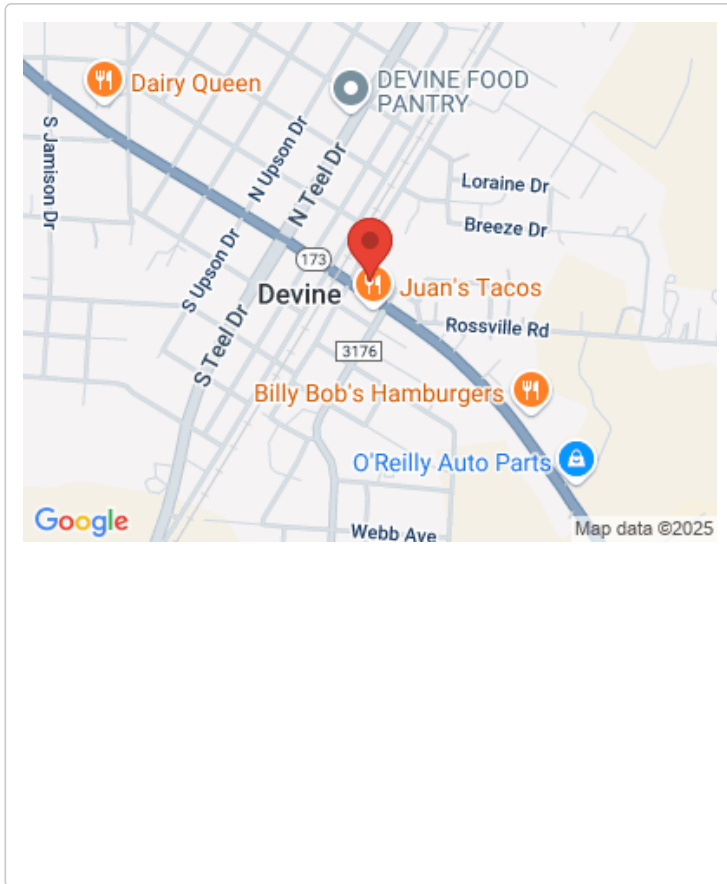 Dairy Queen
DEVINE FOOD
PANTRY
S Jamison Dr
N Upson Dr
N Teel Dr
Loraine Dr
Breeze Dr
S Upson Dr
173
Devine
Juan's Tacos
S Teel Dr
Rossville Rd
3176
Billy Bob's Hamburgers
O'Reilly Auto Parts
Webb Ave
Google
Map data ©2025